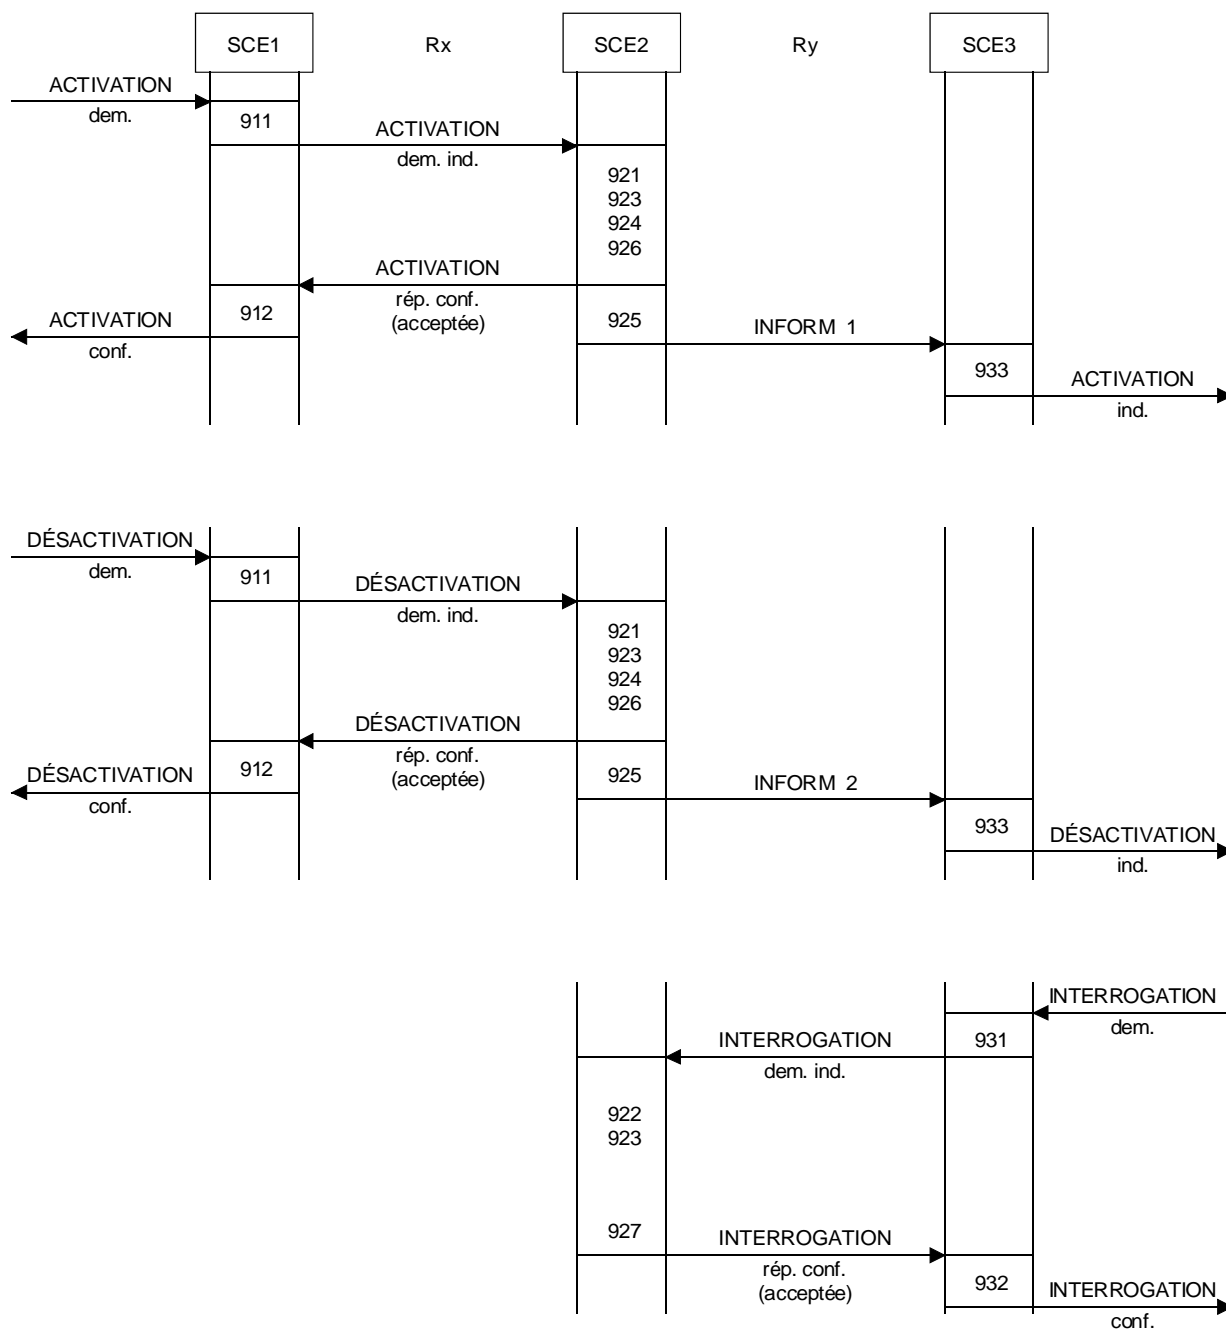 SCE1 Rx SCE2 Ry SCE3
ACTIVATION
dem.
911
ACTIVATION
dem. ind.
921
923
924
926
ACTIVATION
rép. conf.
(acceptée)
912
ACTIVATION
conf.
925
INFORM 1
933
ACTIVATION
ind.
DÉSACTIVATION
dem.
911
DÉSACTIVATION
dem. ind.
921
923
924
926
DÉSACTIVATION
rép. conf.
(acceptée)
912
DÉSACTIVATION
conf.
925
INFORM 2
933
DÉSACTIVATION
ind.
INTERROGATION
dem.
931
INTERROGATION
dem. ind.
922
923
927
INTERROGATION
rép. conf.
(acceptée)
932
INTERROGATION
conf.